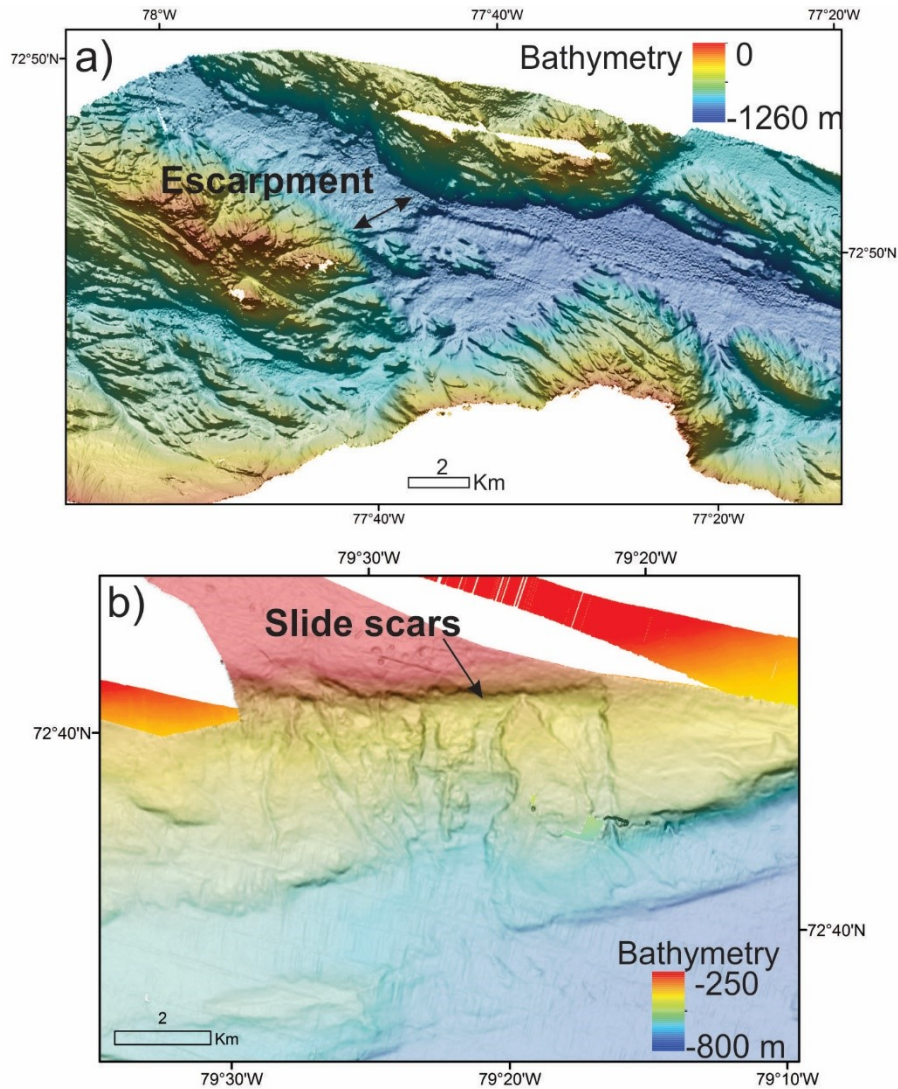 78°W 77°40'W 77°20'W
72°50'N
a)
Bathymetry 0
-1260 m
Escarpment
72°50'N
2
Km
77°40'W 77°20'W
79°30'W 79°20'W
b)
Slide scars
72°40'N
72°40'N
Bathymetry
-250
-800 m
2
Km
79°30'W 79°20'W 79°10'W